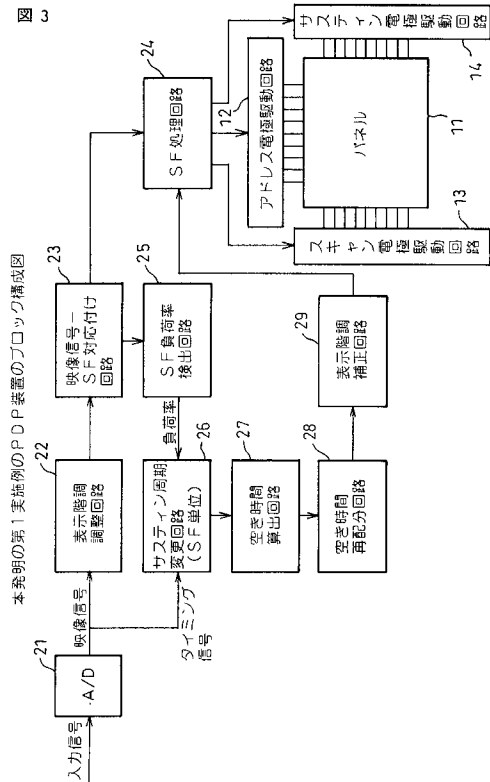 図 3
本発明の第1実施例のPDP装置のブロック構成図
入力信号
21
A/D
映像信号
タイミング
信号
22
表示階調
調整回路
23
映像信号－
SF対応付け
回路
24
SF処理回路
25
SF負荷率
検出回路
負荷率
26
サスティン周期
変更回路
(SF単位)
27
空き時間
算出回路
28
空き時間
再配分回路
29
表示階調
補正回路
12
アドレス電極駆動回路
サスティン電極駆動回路
14
パネル
11
スキャン電極駆動回路
13